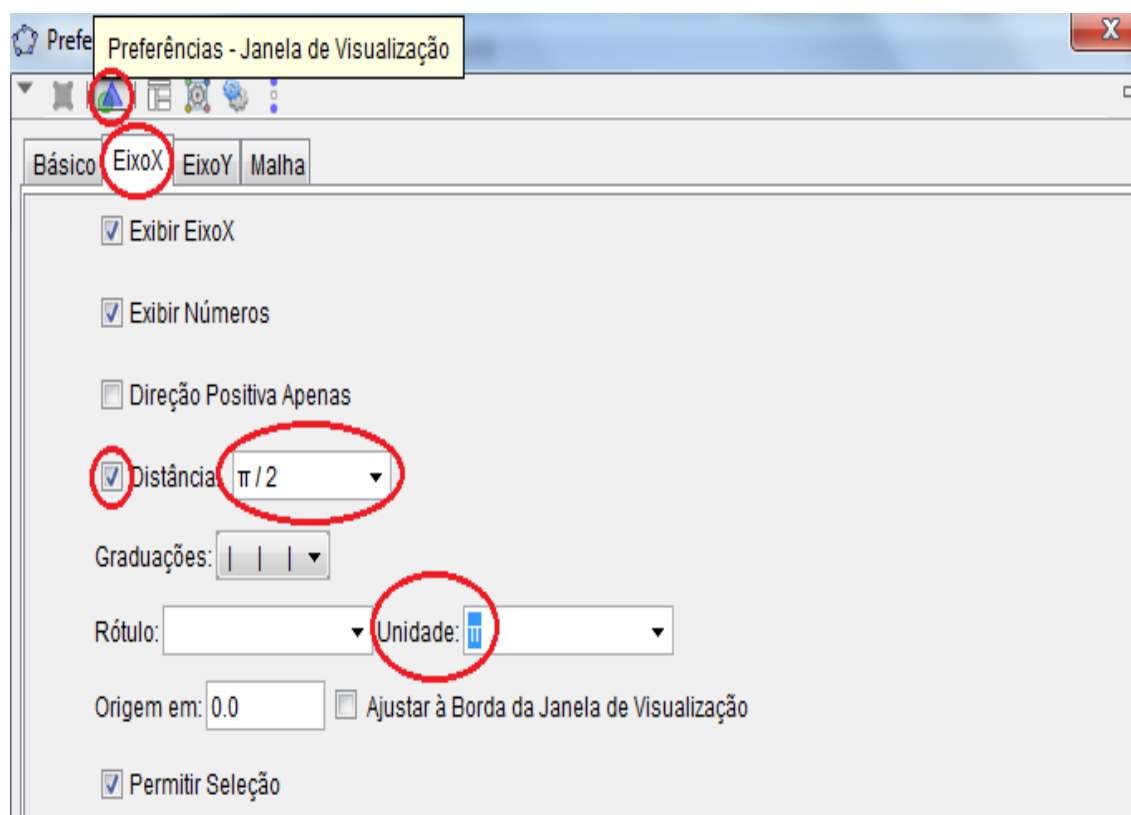 Prefe
Preferências - Janela de Visualização
X
Básico EixoX EixoY Malha
Exibir EixoX
Exibir Números
Direção Positiva Apenas
Distância: π / 2
Graduações: | | |
Rótulo: Unidade: π
Origem em: 0.0 Ajustar à Borda da Janela de Visualização
Permitir Seleção